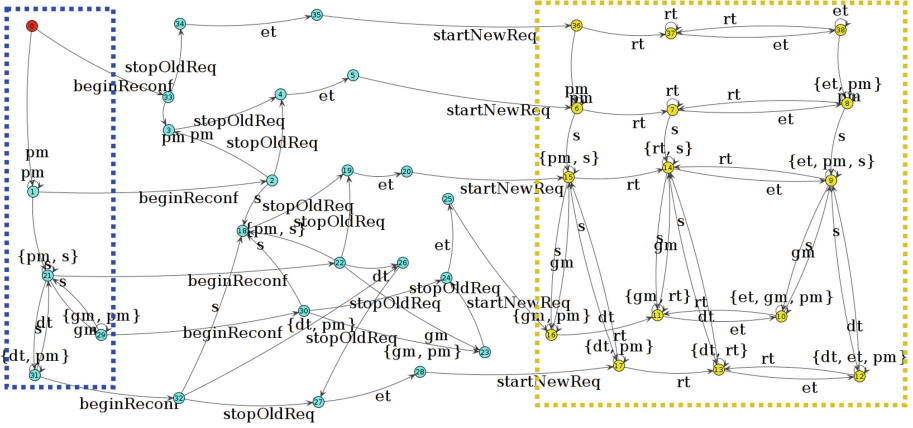 0
34
35
36
37
38
rt
rt
et
et
et
rt
startNewReq
stopOldReq
beginReconf
33
4
5
6
7
8
pm
pm
{et, pm}
pm
rt
rt
et
et
rt
startNewReq
stopOldReq
3
pm
pm
stopOldReq
pm
pm
1
2
beginReconf
s
s
s
{pm, s}
{rt, s}
{et, pm, s}
19
20
15
14
9
et
startNewReq
rt
rt
et
stopOldReq
s
25
stopOldReq
18
{pm, s}
s
s
s
gm
s
s
gm
s
gm
s
{pm, s}
s
s
21
22
26
dt
et
24
beginReconf
stopOldReq
stopOldReq
startNewReq
{gm, rt}
{et, gm, pm}
11
10
et
rt
{gm, pm}
gm
29
30
s
dt
s
{dt, pm}
beginReconf
stopOldReq
gm
{gm, pm}
23
{gm, pm}
16
dt
rt
dt
dt
{dt, pm}
31
32
27
28
17
13
12
{dt, pm}
{dt, rt}
{dt, et, pm}
rt
rt
et
beginReconf
stopOldReq
et
startNewReq